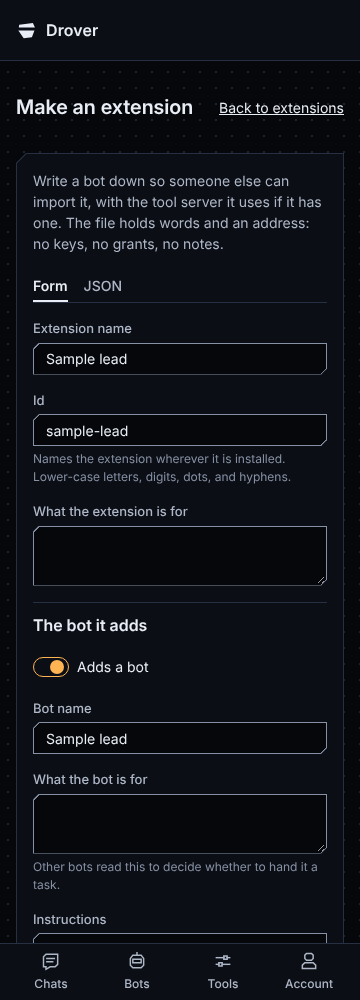 Drover
Make an extension
Back to extensions
Write a bot down so someone else can
import it, with the tool server it uses if it has
one. The file holds words and an address:
no keys, no grants, no notes.
Form
JSON
Extension name
Sample lead
Id
sample-lead
Names the extension wherever it is installed.
Lower-case letters, digits, dots, and hyphens.
What the extension is for
The bot it adds
Adds a bot
Bot name
Sample lead
What the bot is for
Other bots read this to decide whether to hand it a
task.
Instructions
Chats
Bots
Tools
Account